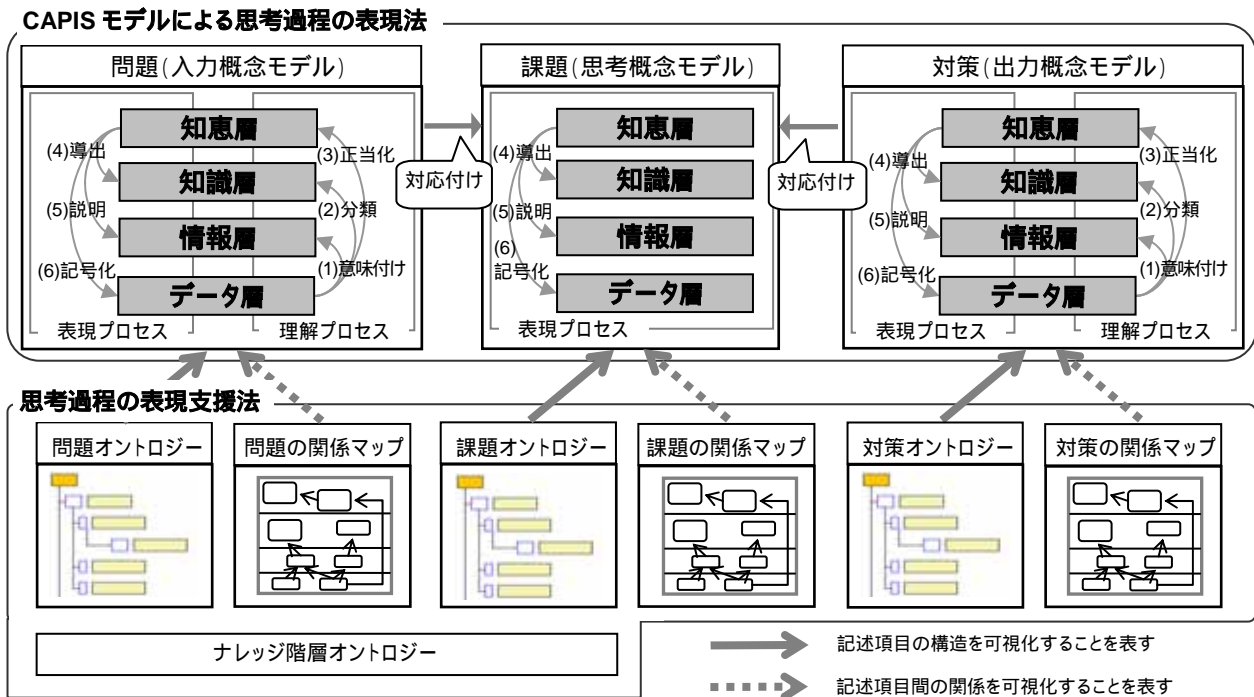 CAPIS モデルによる思考過程の表現法
問題(入力概念モデル)
知恵層
(4)導出
(3)正当化
知識層
(5)説明
(2)分類
情報層
(6)記号化
(1)意味付け
データ層
表現プロセス
理解プロセス
対応付け
課題(思考概念モデル)
知恵層
(4)導出
知識層
(5)説明
情報層
(6)
記号化
データ層
表現プロセス
対応付け
対策(出力概念モデル)
知恵層
(4)導出
(3)正当化
知識層
(5)説明
(2)分類
情報層
(6)記号化
(1)意味付け
データ層
表現プロセス
理解プロセス
思考過程の表現支援法
問題オントロジー
問題の関係マップ
課題オントロジー
課題の関係マップ
対策オントロジー
対策の関係マップ
ナレッジ階層オントロジー
記述項目の構造を可視化することを表す
記述項目間の関係を可視化することを表す